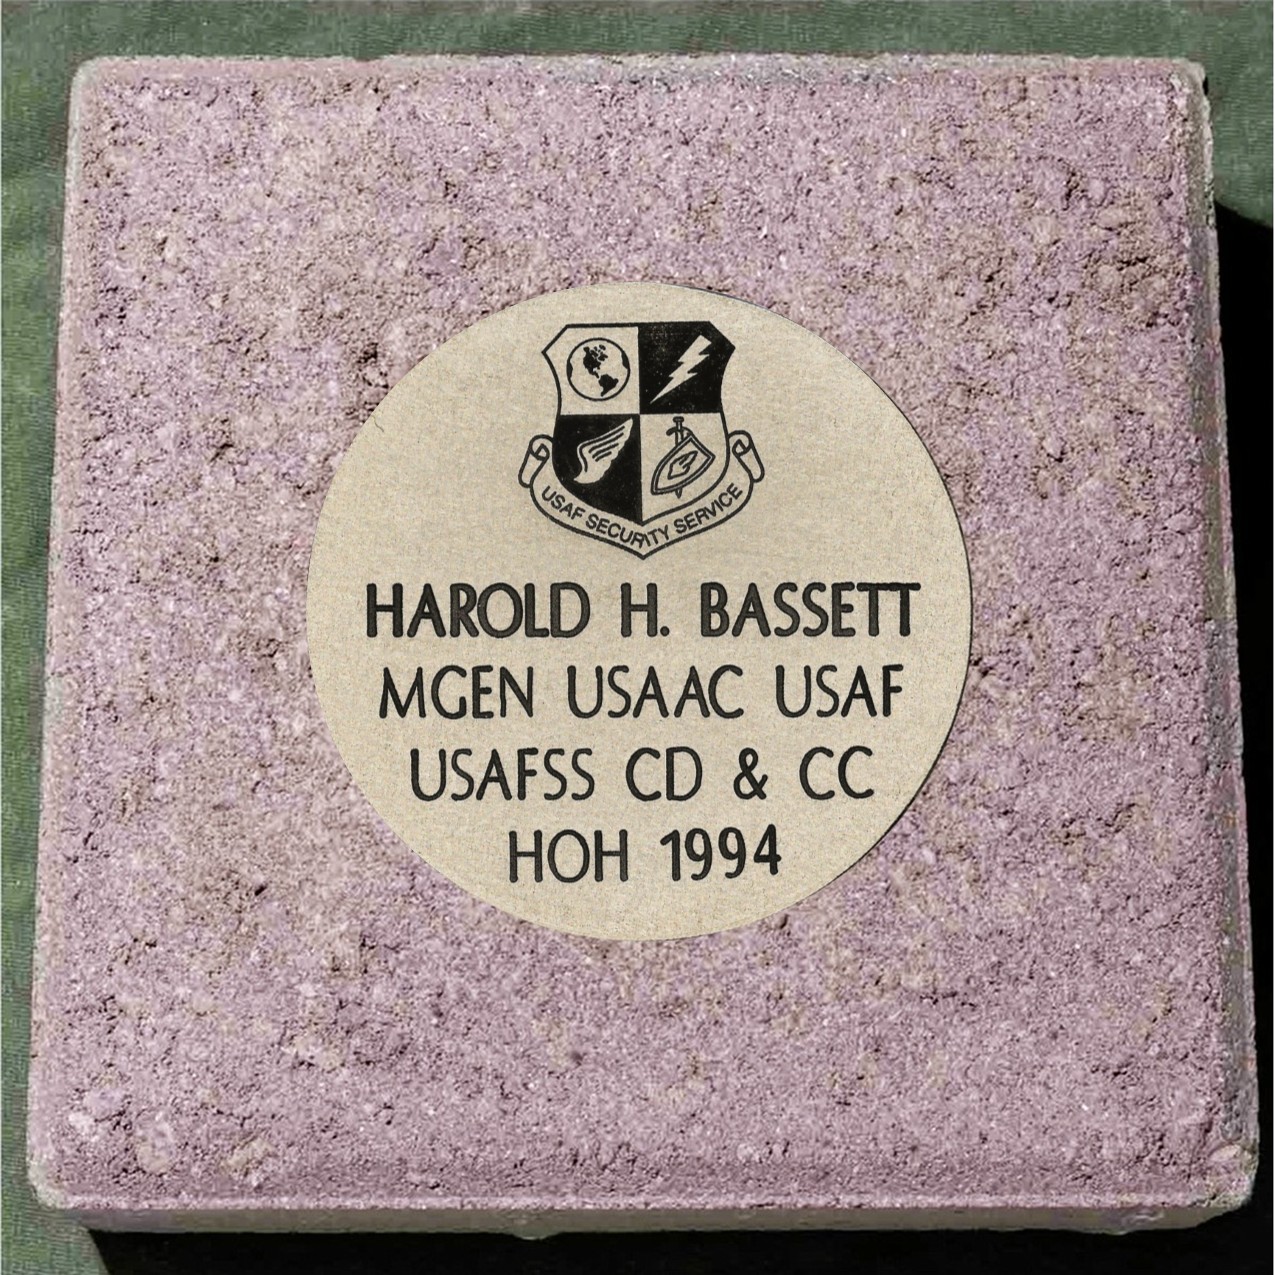 USAF SECURITY SERVICE
HAROLD H. BASSETT
MGEN USAAC USAF
USAFSS CD & CC
HOH 1994